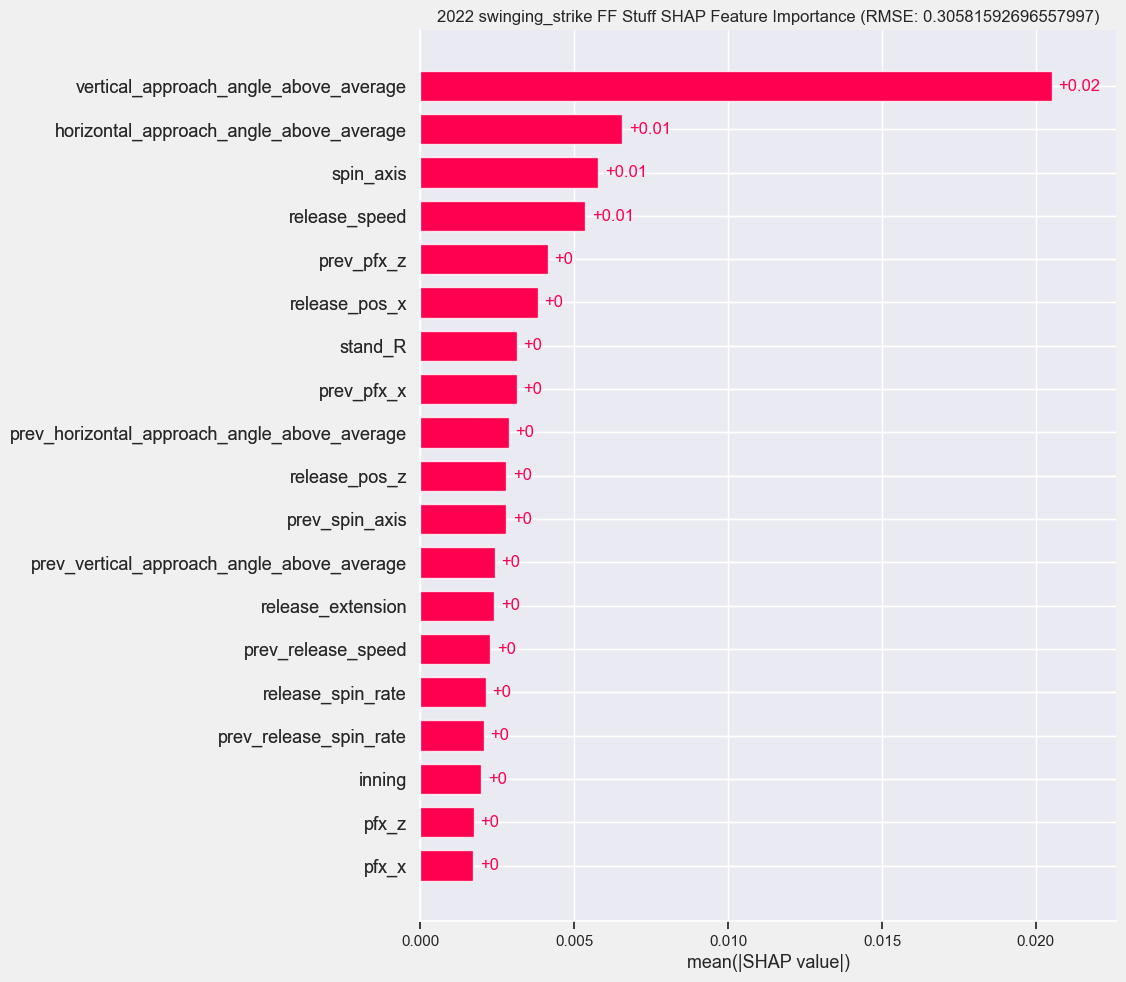 2022 swinging_strike FF Stuff SHAP Feature Importance (RMSE: 0.30581592696557997)
vertical_approach_angle_above_average +0.02
horizontal_approach_angle_above_average +0.01
spin_axis +0.01
release_speed +0.01
prev_pfx_z +0
release_pos_x +0
stand_R +0
prev_pfx_x +0
prev_horizontal_approach_angle_above_average +0
release_pos_z +0
prev_spin_axis +0
prev_vertical_approach_angle_above_average +0
release_extension +0
prev_release_speed +0
release_spin_rate +0
prev_release_spin_rate +0
inning +0
pfx_z +0
pfx_x +0
0.000 0.005 0.010 0.015 0.020
mean(|SHAP value|)